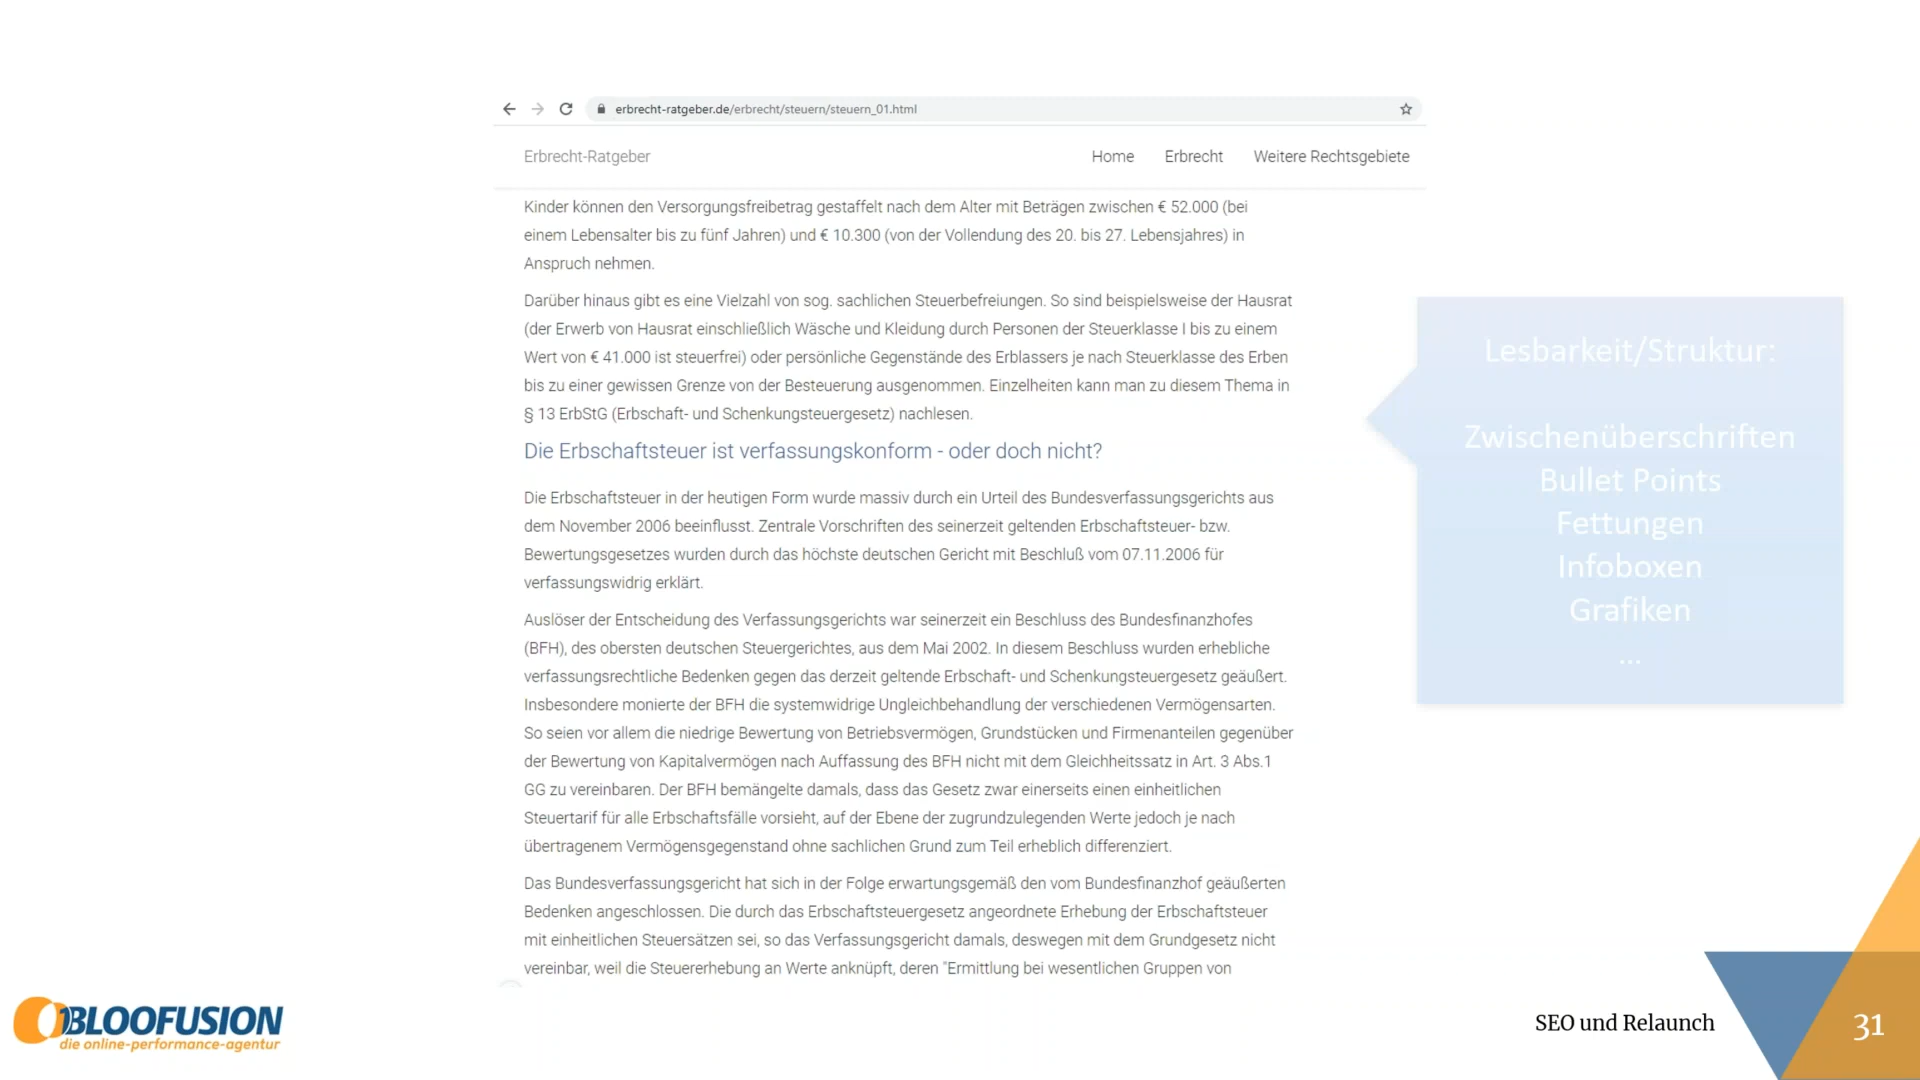 erbrecht-ratgeber.de/erbrecht/steuern/steuern_01.html
Erbrecht-Ratgeber
Home Erbrecht Weitere Rechtsgebiete
Kinder können den Versorgungsfreibetrag gestaffelt nach dem Alter mit Beträgen zwischen € 52.000 (bei
einem Lebensalter bis zu fünf Jahren) und € 10.300 (von der Vollendung des 20. bis 27. Lebensjahres) in
Anspruch nehmen.
Darüber hinaus gibt es eine Vielzahl von sog. sachlichen Steuerbefreiungen. So sind beispielsweise der Hausrat
(der Erwerb von Hausrat einschließlich Wäsche und Kleidung durch Personen der Steuerklasse I bis zu einem
Wert von € 41.000 ist steuerfrei) oder persönliche Gegenstände des Erblassers je nach Steuerklasse des Erben
bis zu einer gewissen Grenze von der Besteuerung ausgenommen. Einzelheiten kann man zu diesem Thema in
§ 13 ErbStG (Erbschaft- und Schenkungsteuergesetz) nachlesen.
Die Erbschaftsteuer ist verfassungskonform - oder doch nicht?
Die Erbschaftsteuer in der heutigen Form wurde massiv durch ein Urteil des Bundesverfassungsgerichts aus
dem November 2006 beeinflusst. Zentrale Vorschriften des seinerzeit geltenden Erbschaftsteuer- bzw.
Bewertungsgesetzes wurden durch das höchste deutschen Gericht mit Beschluß vom 07.11.2006 für
verfassungswidrig erklärt.
Auslöser der Entscheidung des Verfassungsgerichts war seinerzeit ein Beschluss des Bundesfinanzhofes
(BFH), des obersten deutschen Steuergerichtes, aus dem Mai 2002. In diesem Beschluss wurden erhebliche
verfassungsrechtliche Bedenken gegen das derzeit geltende Erbschaft- und Schenkungsteuergesetz geäußert.
Insbesondere monierte der BFH die systemwidrige Ungleichbehandlung der verschiedenen Vermögensarten.
So seien vor allem die niedrige Bewertung von Betriebsvermögen, Grundstücken und Firmenanteilen gegenüber
der Bewertung von Kapitalvermögen nach Auffassung des BFH nicht mit dem Gleichheitssatz in Art. 3 Abs.1
GG zu vereinbaren. Der BFH bemängelte damals, dass das Gesetz zwar einerseits einen einheitlichen
Steuertarif für alle Erbschaftsfälle vorsieht, auf der Ebene der zugrundzulegenden Werte jedoch je nach
übertragenem Vermögensgegenstand ohne sachlichen Grund zum Teil erheblich differenziert.
Das Bundesverfassungsgericht hat sich in der Folge erwartungsgemäß den vom Bundesfinanzhof geäußerten
Bedenken angeschlossen. Die durch das Erbschaftsteuergesetz angeordnete Erhebung der Erbschaftsteuer
mit einheitlichen Steuersätzen sei, so das Verfassungsgericht damals, deswegen mit dem Grundgesetz nicht
vereinbar, weil die Steuererhebung an Werte anknüpft, deren "Ermittlung bei wesentlichen Gruppen von
Lesbarkeit/Struktur:
Zwischenüberschriften
Bullet Points
Fettungen
Infoboxen
Grafiken
...
BLOOFUSION
die online-performance-agentur
SEO und Relaunch
31